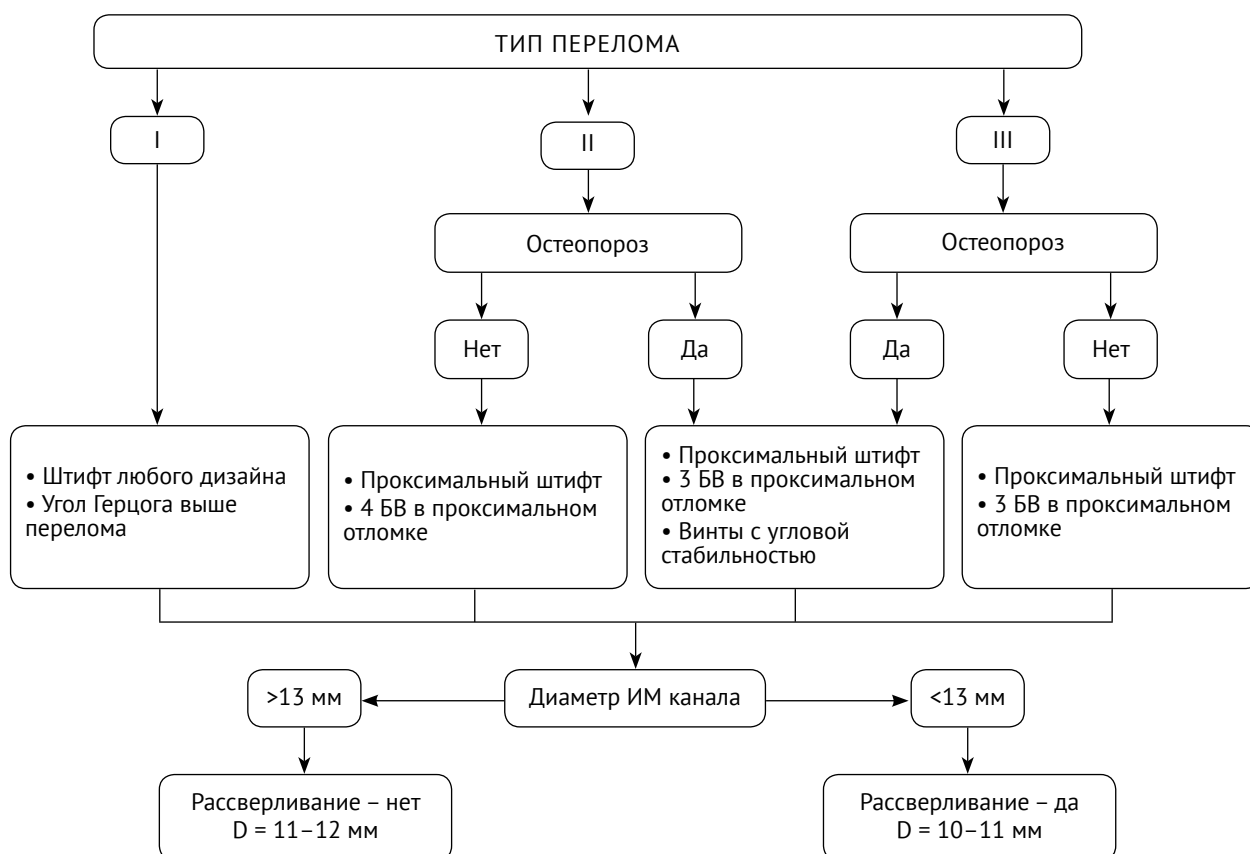 ТИП ПЕРЕЛОМА
I
II
III
Остеопороз
Остеопороз
Нет
Да
Да
Нет
• Штифт любого дизайна
• Угол Герцога выше
перелома
• Проксимальный штифт
• 4 БВ в проксимальном
отломке
• Проксимальный штифт
• 3 БВ в проксимальном
отломке
• Винты с угловой
стабильностью
• Проксимальный штифт
• 3 БВ в проксимальном
отломке
>13 мм
Диаметр ИМ канала
<13 мм
Рассверливание – нет
D = 11–12 мм
Рассверливание – да
D = 10–11 мм